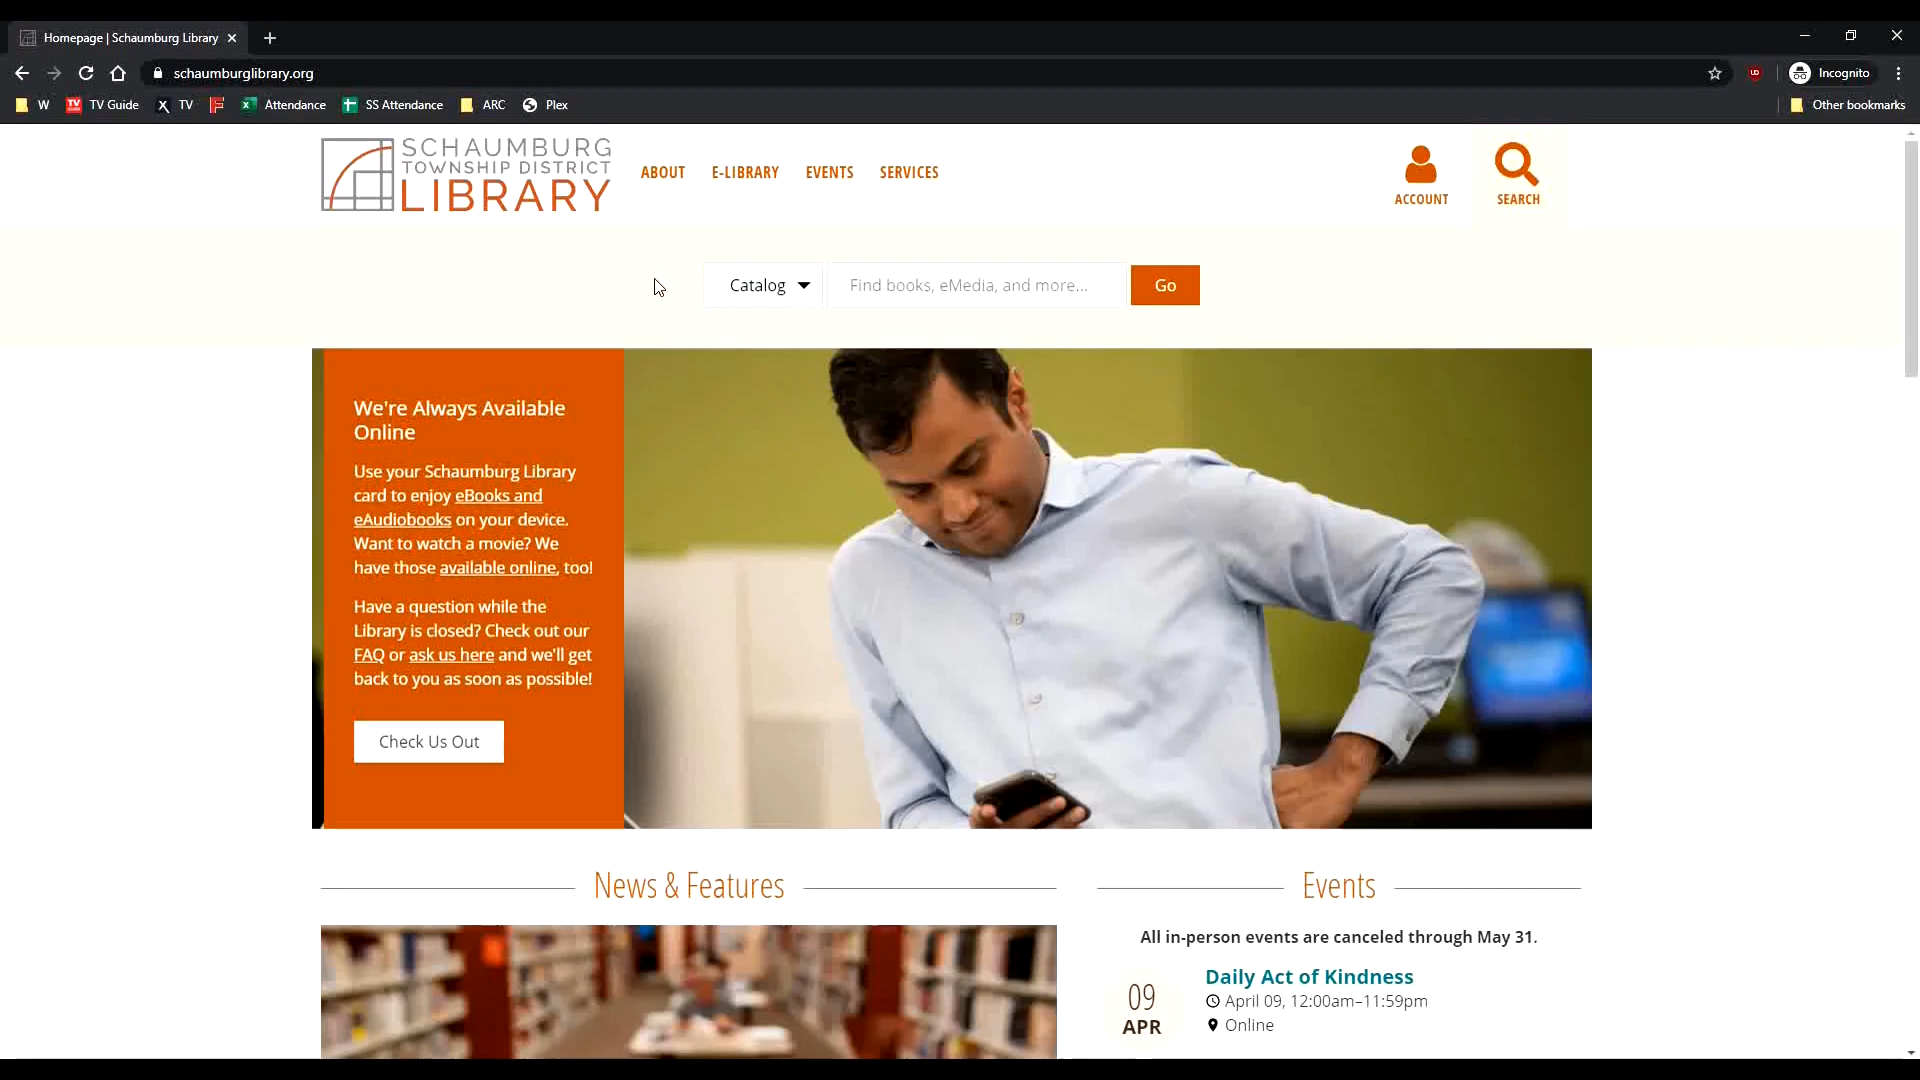 Homepage | Schaumburg Library
schaumburglibrary.org
Incognito
W
TV GUIDE
TV Guide
TV
Attendance
SS Attendance
ARC
Plex
Other bookmarks
SCHAUMBURG
TOWNSHIP DISTRICT
LIBRARY
ABOUT
E-LIBRARY
EVENTS
SERVICES
ACCOUNT
SEARCH
Catalog
Find books, eMedia, and more...
Go
We're Always Available
Online
Use your Schaumburg Library
card to enjoy eBooks and
eAudiobooks on your device.
Want to watch a movie? We
have those available online, too!
Have a question while the
Library is closed? Check out our
FAQ or ask us here and we'll get
back to you as soon as possible!
Check Us Out
News & Features
Events
All in-person events are canceled through May 31.
09
APR
Daily Act of Kindness
April 09, 12:00am–11:59pm
Online